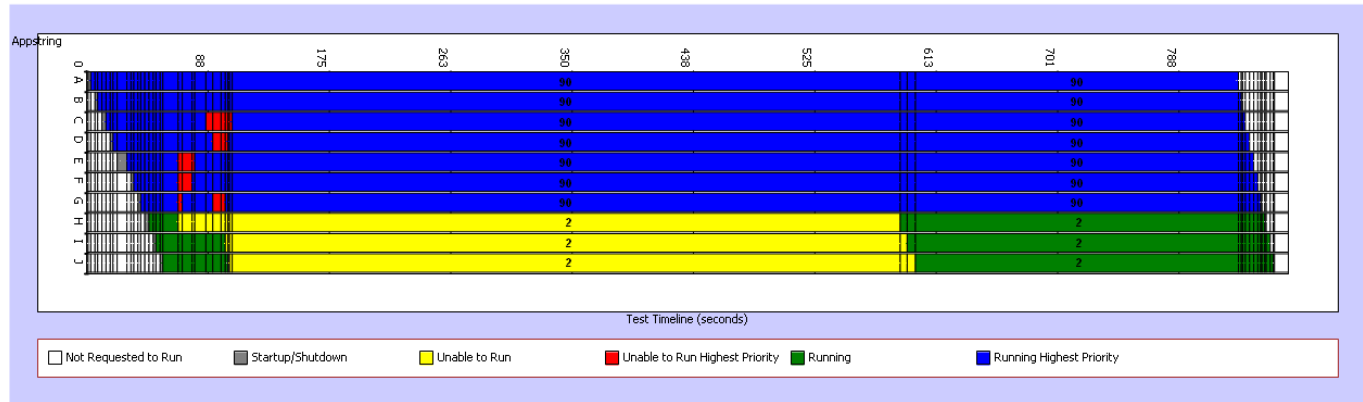 Appstring
0 88 175 263 350 438 525 613 701 788
A 90 90
B 90 90
C 90 90
D 90 90
E 90 90
F 90 90
G 90 90
H 2 2
I 2 2
J 2 2
Test Timeline (seconds)
Not Requested to Run Startup/Shutdown Unable to Run Unable to Run Highest Priority Running Running Highest Priority